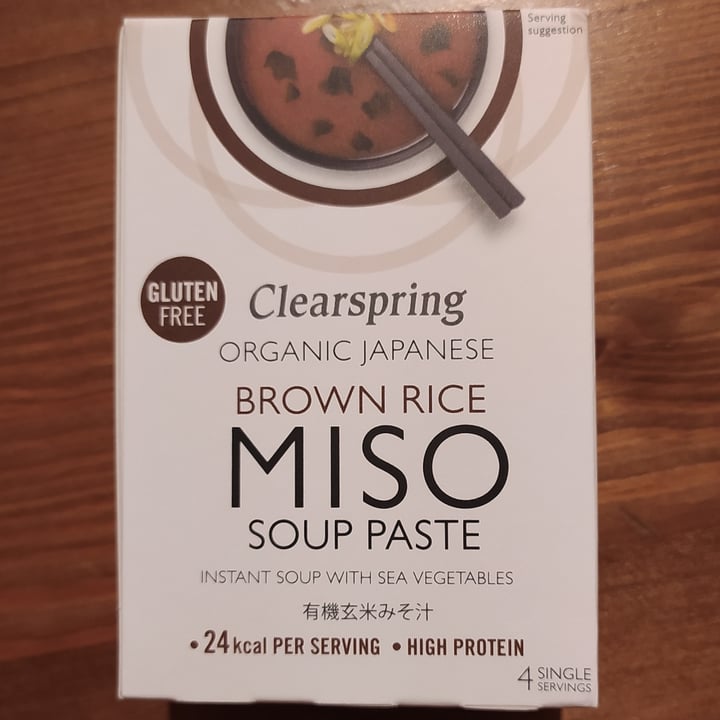 Serving
suggestion
GLUTEN
FREE
Clearspring
ORGANIC JAPANESE
BROWN RICE
MISO
SOUP PASTE
INSTANT SOUP WITH SEA VEGETABLES
有機玄米みそ汁
• 24 kcal PER SERVING • HIGH PROTEIN
4 SINGLE
SERVINGS